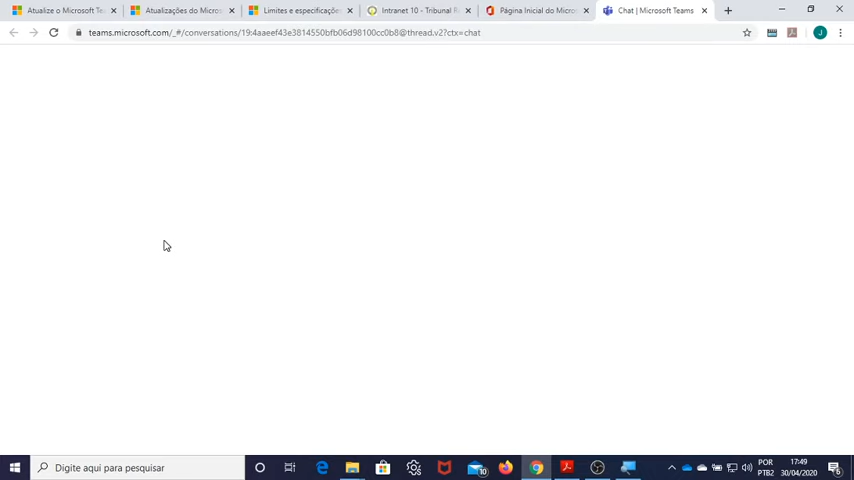 Atualize o Microsoft Te
Atualizações do Micros
Limites e especificaçõe
Intranet 10 - Tribunal R
Página Inicial do Micro
Chat | Microsoft Teams
teams.microsoft.com/_#/conversations/19:4aaeef43e3814550bfb06d98100cc0b8@thread.v2?ctx=chat
J
Digite aqui para pesquisar
10
POR
PTB2
17:49
30/04/2020
6